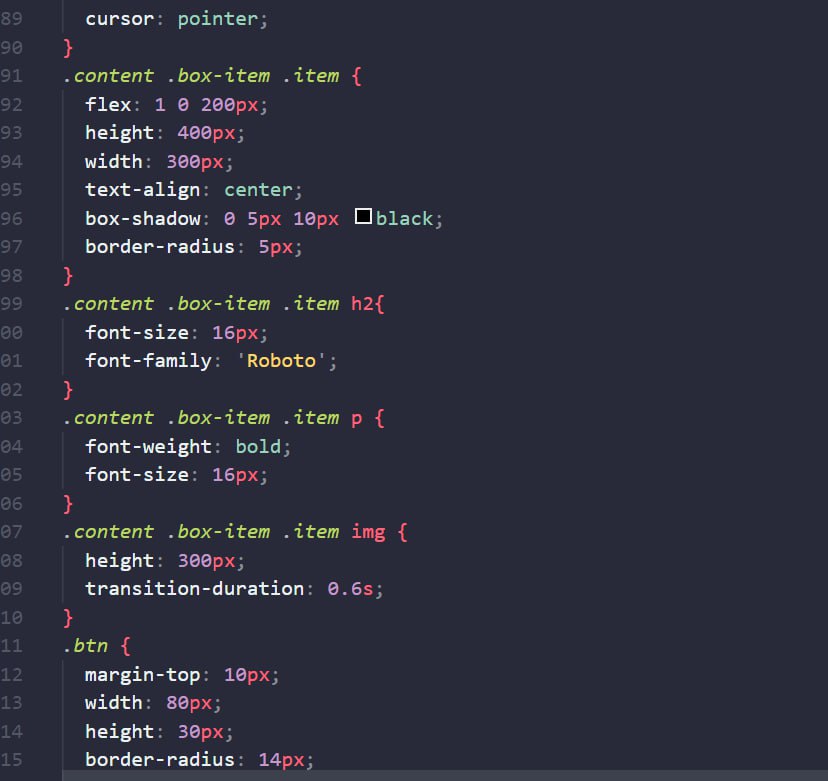 89 cursor: pointer;
90 }
91 .content .box-item .item {
92 flex: 1 0 200px;
93 height: 400px;
94 width: 300px;
95 text-align: center;
96 box-shadow: 0 5px 10px black;
97 border-radius: 5px;
98 }
99 .content .box-item .item h2{
00 font-size: 16px;
01 font-family: 'Roboto';
02 }
03 .content .box-item .item p {
04 font-weight: bold;
05 font-size: 16px;
06 }
07 .content .box-item .item img {
08 height: 300px;
09 transition-duration: 0.6s;
10 }
11 .btn {
12 margin-top: 10px;
13 width: 80px;
14 height: 30px;
15 border-radius: 14px;